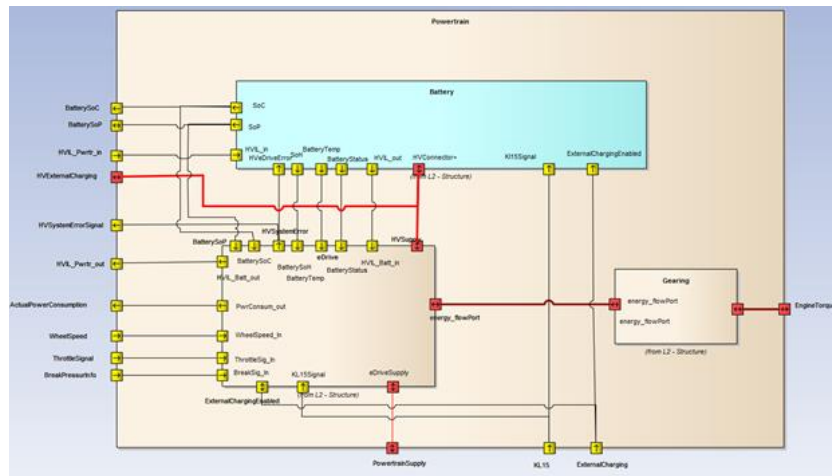 Powertrain
Battery
BatterySoC
SoC
BatterySoP
SoP
HVIL_Pwrtr_in
HVIL_in
HVeDriveError
SoH
BatteryTemp
BatteryStatus
HVIL_out
HVConnector~
Kl15Signal
ExternalChargingEnabled
(from L2 - Structure)
HVExternalCharging
HVSystemErrorSignal
HVSystemError
BatterySoP
eDrive
HVSupply
BatterySoC
BatterySoH
BatteryStatus
HVIL_Batt_in
HVIL_Pwrtr_out
HVIL_Batt_out
BatteryTemp
Gearing
ActualPowerConsumption
PwrConsum_out
energy_flowPort
energy_flowPort
EngineTorque
energy_flowPort
WheelSpeed
WheelSpeed_In
(from L2 - Structure)
ThrottleSignal
ThrottleSig_In
BreakPressurInfo
BreakSig_In
KL15Signal
eDriveSupply
(from L2 - Structure)
ExternalChargingEnabled
PowertrainSupply
KL15
ExternalCharging